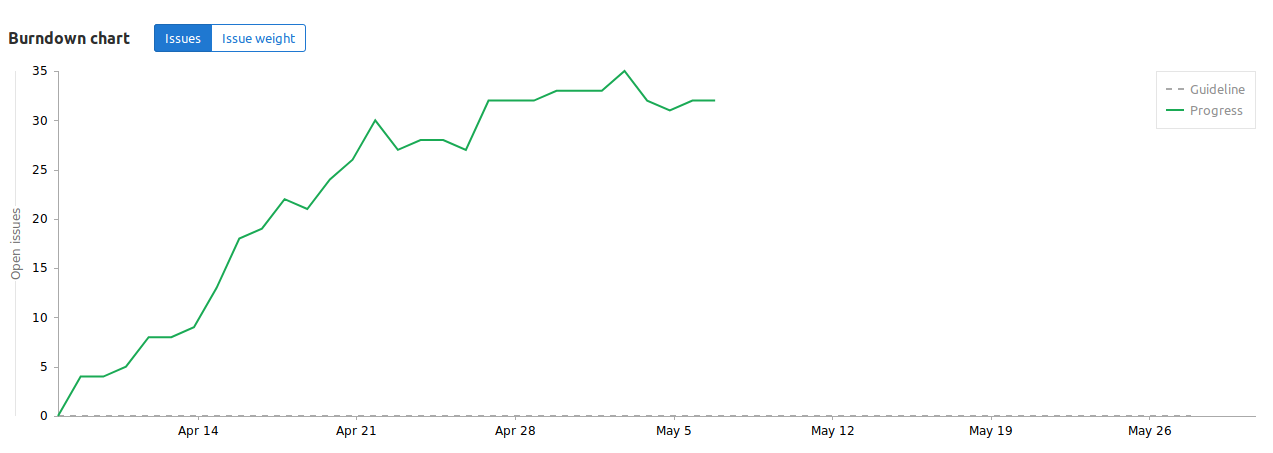 Burndown chart Issues Issue weight
Guideline
Progress
Open issues
35
30
25
20
15
10
5
0
Apr 14 Apr 21 Apr 28 May 5 May 12 May 19 May 26